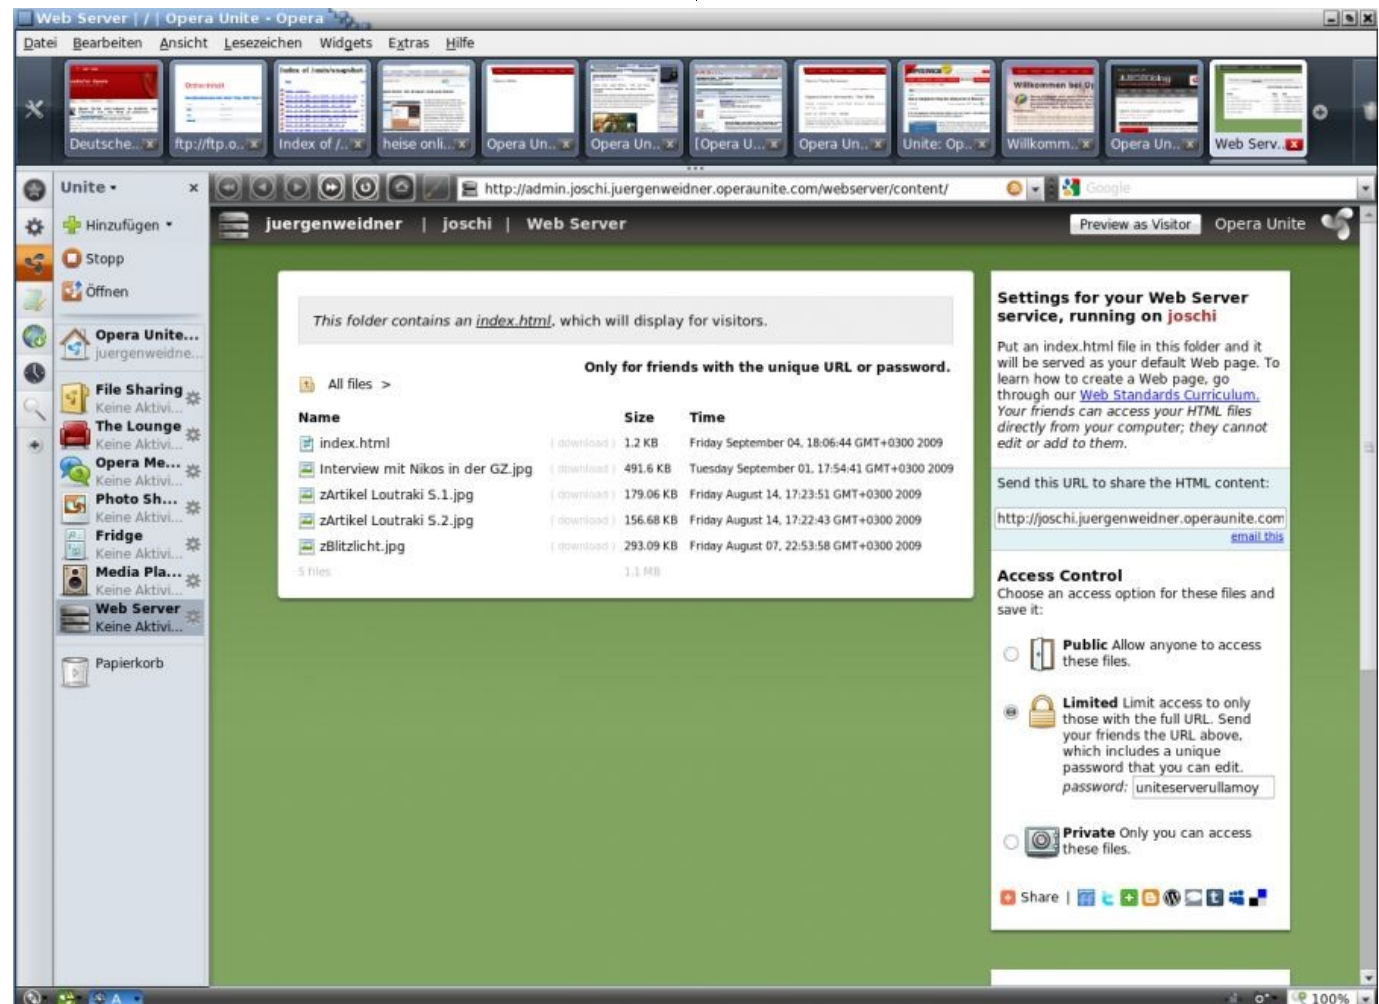 Web Server | / | Opera Unite - Opera
Datei Bearbeiten Ansicht Lesezeichen Widgets Extras Hilfe
Deutsche... ftp://ftp.o... Index of /... heise onli... Opera Un... Opera Un... [Opera U... Opera Un... Unite: Op... Willkomm... Opera Un... Web Serv...
Unite
http://admin.joschi.juergenweidner.operaunite.com/webserver/content/
Google
Hinzufügen
Stopp
Öffnen
Opera Unite...
juergenweidne...
File Sharing
Keine Aktivi...
The Lounge
Keine Aktivi...
Opera Me...
Keine Aktivi...
Photo Sh...
Keine Aktivi...
Fridge
Keine Aktivi...
Media Pla...
Keine Aktivi...
Web Server
Keine Aktivi...
Papierkorb
juergenweidner | joschi | Web Server
Preview as Visitor
Opera Unite
This folder contains an index.html, which will display for visitors.
Only for friends with the unique URL or password.
All files >
Name Size Time
index.html (download) 1.2 KB Friday September 04, 18:06:44 GMT+0300 2009
Interview mit Nikos in der GZ.jpg (download) 491.6 KB Tuesday September 01, 17:54:41 GMT+0300 2009
zArtikel Loutraki S.1.jpg (download) 179.06 KB Friday August 14, 17:23:51 GMT+0300 2009
zArtikel Loutraki S.2.jpg (download) 156.68 KB Friday August 14, 17:22:43 GMT+0300 2009
zBlitzlicht.jpg (download) 293.09 KB Friday August 07, 22:53:58 GMT+0300 2009
5 files 1.1 MB
Settings for your Web Server
service, running on joschi
Put an index.html file in this folder and it
will be served as your default Web page. To
learn how to create a Web page, go
through our Web Standards Curriculum.
Your friends can access your HTML files
directly from your computer; they cannot
edit or add to them.
Send this URL to share the HTML content:
http://joschi.juergenweidner.operaunite.com
email this
Access Control
Choose an access option for these files and
save it:
Public Allow anyone to access
these files.
Limited Limit access to only
those with the full URL. Send
your friends the URL above,
which includes a unique
password that you can edit.
password: uniteserverullamoy
Private Only you can access
these files.
Share |
100%